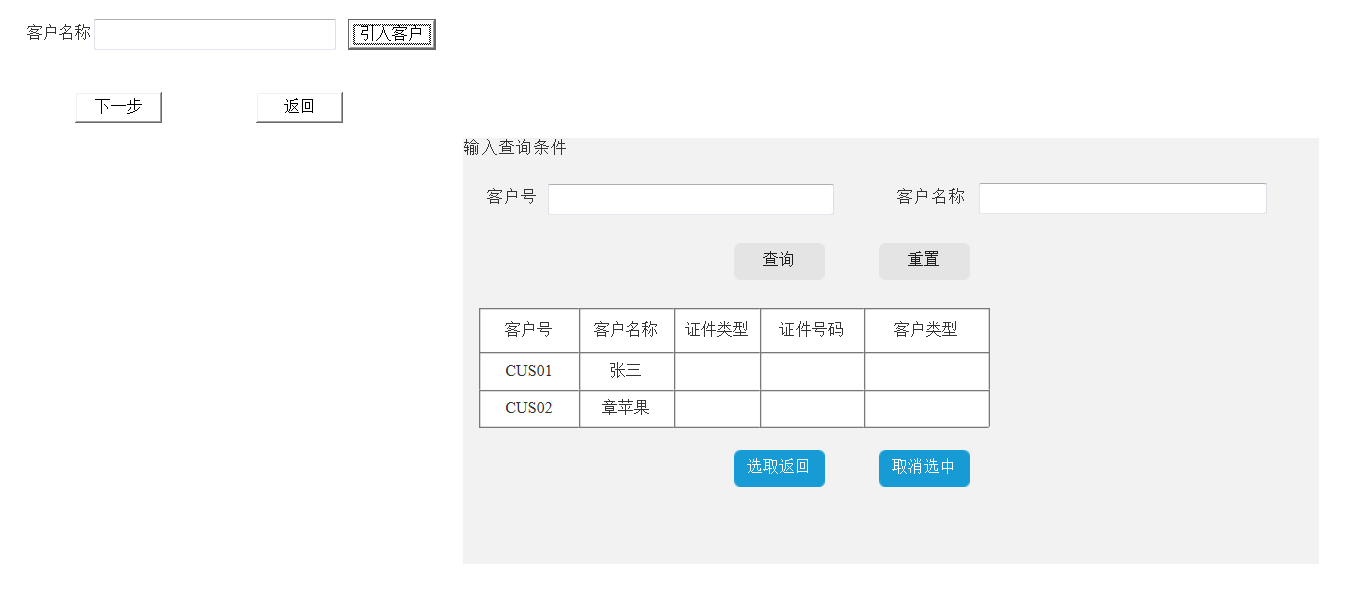 客户名称 引入客户
下一步 返回
输入查询条件
客户号 客户名称
查询 重置
客户号 客户名称 证件类型 证件号码 客户类型
CUS01 张三
CUS02 章苹果
选取返回 取消选中